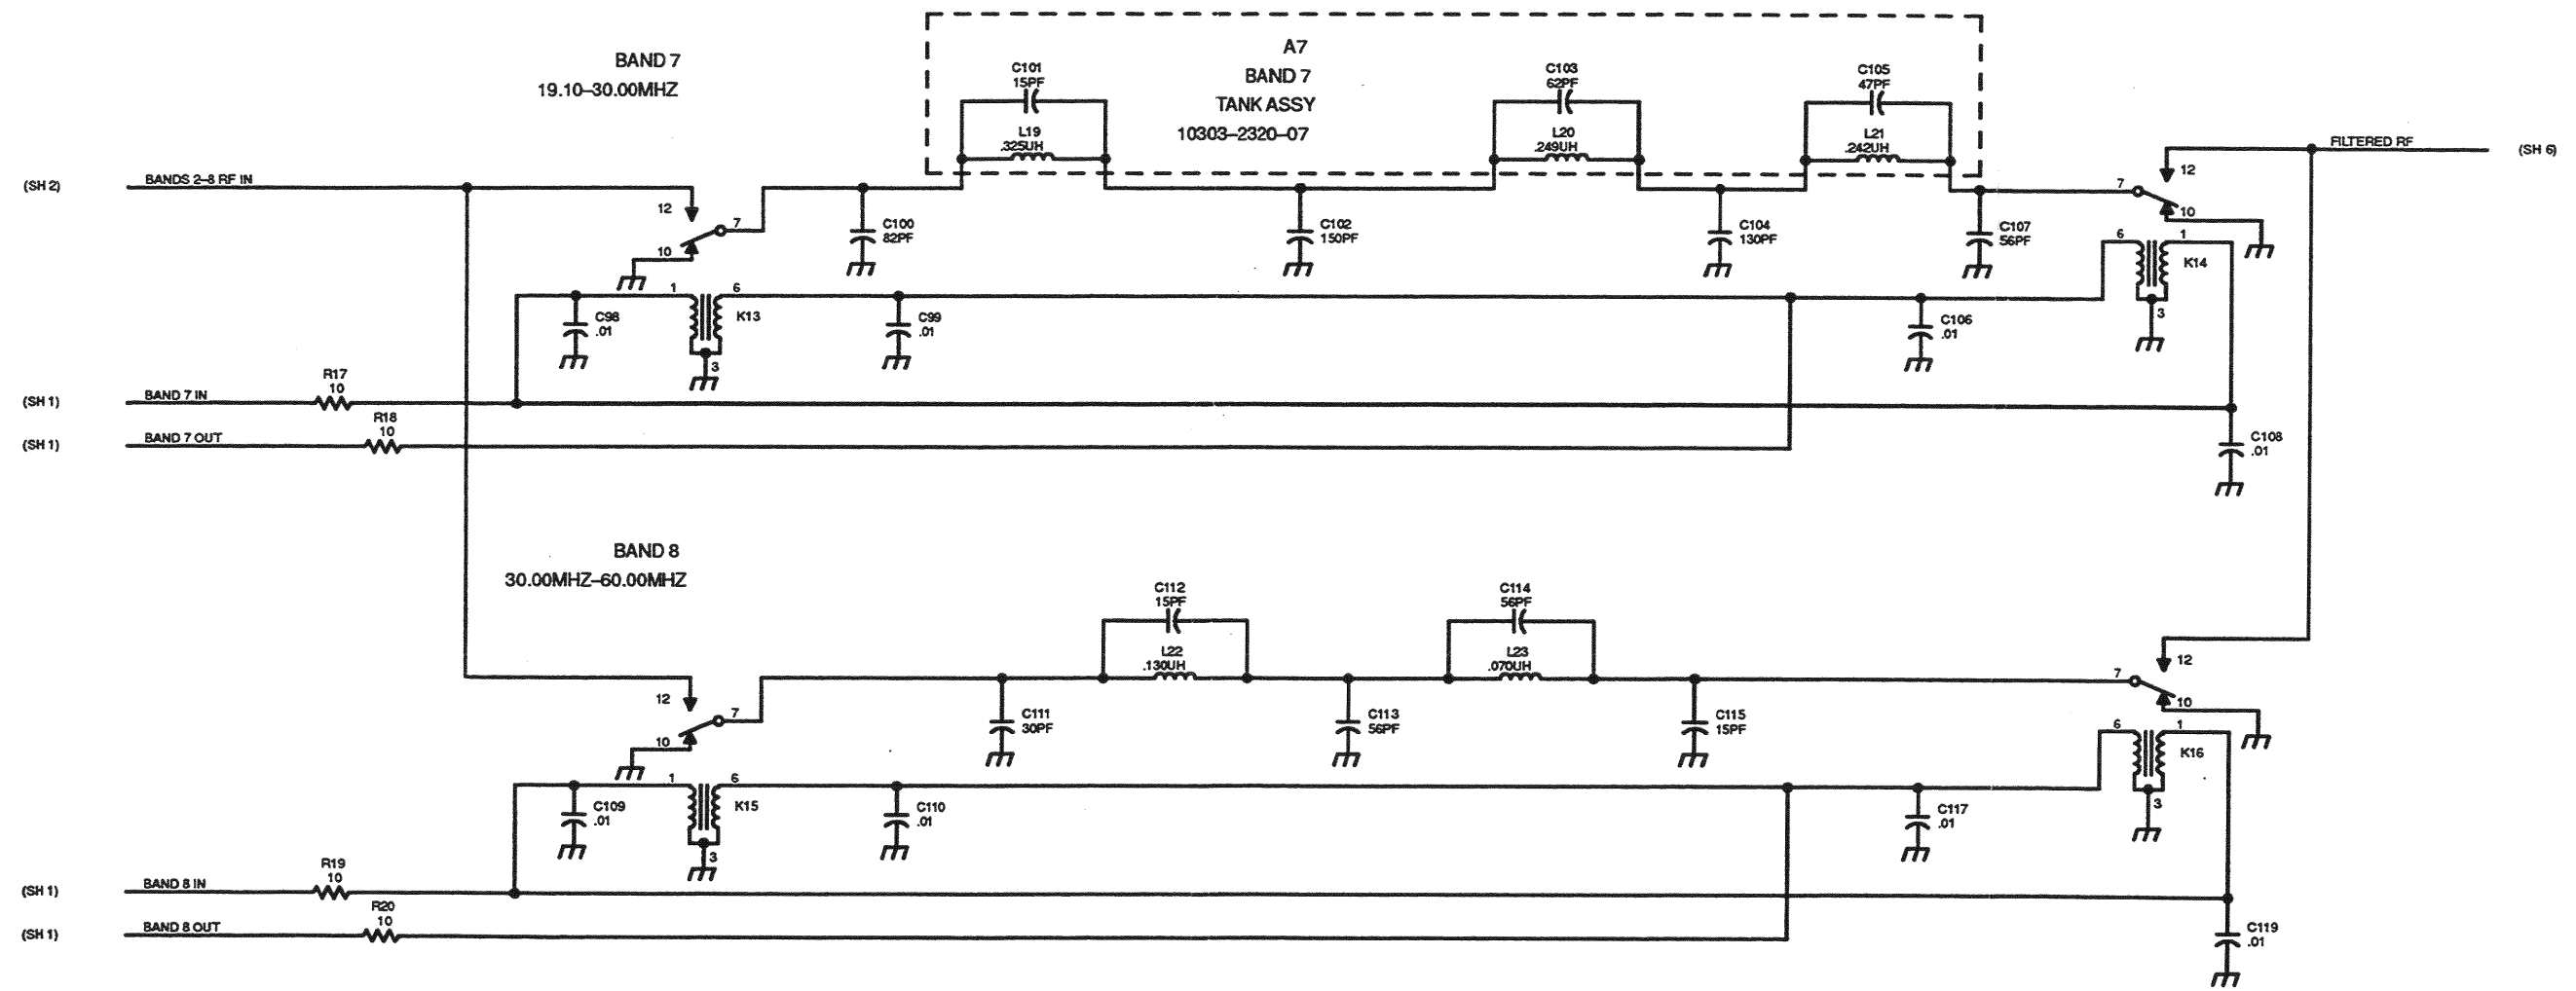 BAND 7
19.10–30.00MHZ
A7
BAND 7
TANK ASSY
10303–2320–07
C101
15PF
L19
.325UH
C103
62PF
L20
.249UH
C105
47PF
L21
.242UH
(SH 2)
BANDS 2–8 RF IN
FILTERED RF
(SH 6)
12
7
10
C100
82PF
C102
150PF
C104
130PF
C107
56PF
7
12
10
C98
.01
1
6
K13
3
C99
.01
C106
.01
6
1
K14
3
(SH 1)
BAND 7 IN
R17
10
(SH 1)
BAND 7 OUT
R18
10
C108
.01
BAND 8
30.00MHZ–60.00MHZ
C112
15PF
L22
.130UH
C114
56PF
L23
.070UH
12
7
10
C111
30PF
C113
56PF
C115
15PF
7
12
10
C109
.01
1
6
K15
3
C110
.01
C117
.01
6
1
K16
3
(SH 1)
BAND 8 IN
R19
10
(SH 1)
BAND 8 OUT
R20
10
C119
.01